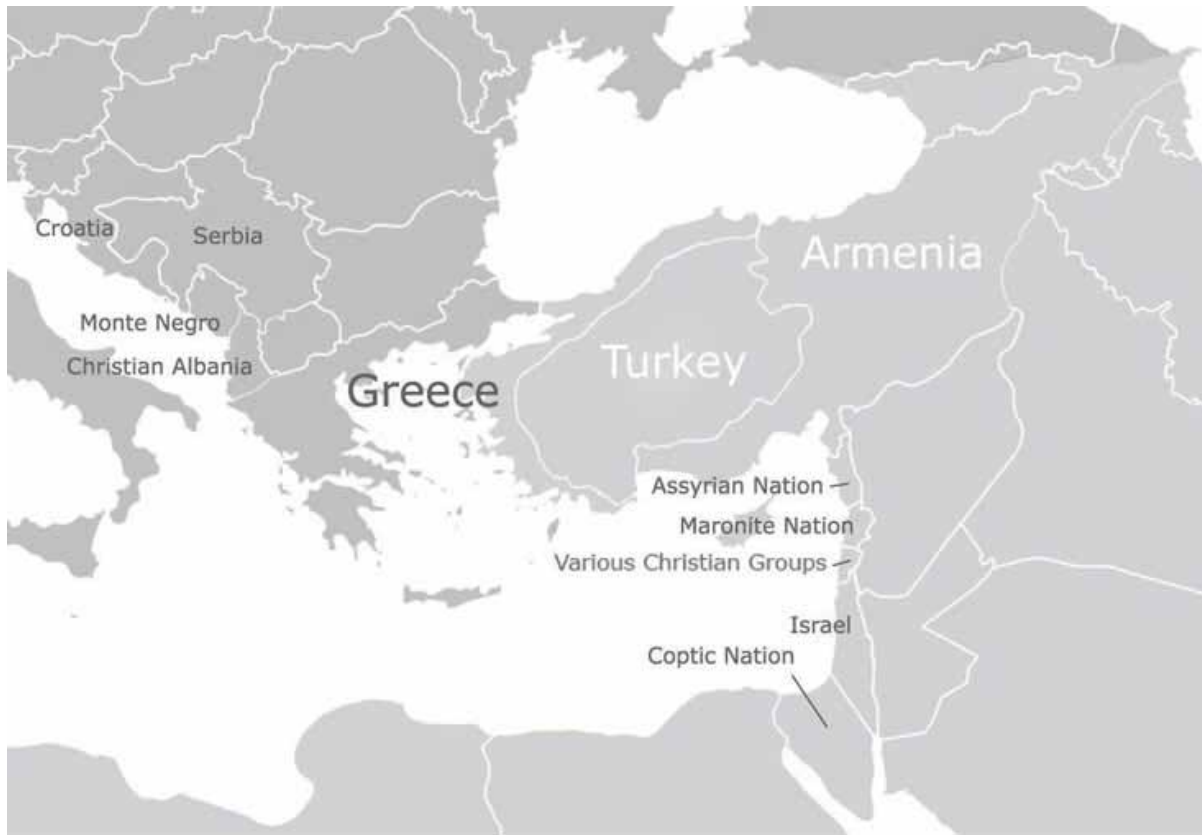 Croatia
Serbia
Armenia
Monte Negro
Christian Albania
Turkey
Greece
Assyrian Nation
Maronite Nation
Various Christian Groups
Israel
Coptic Nation